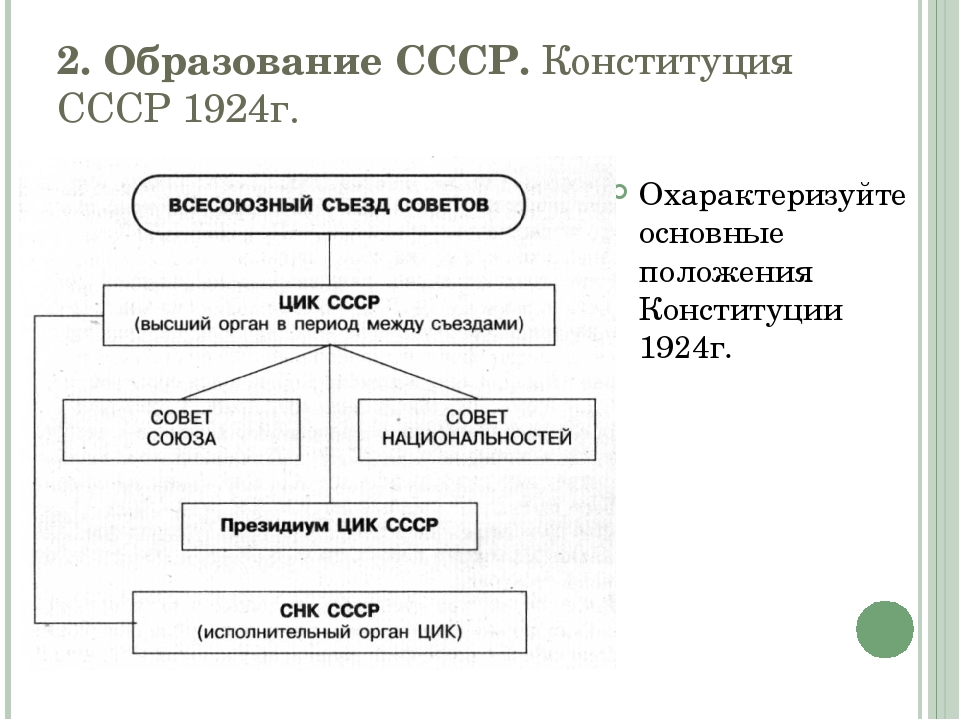 2. Образование СССР. Конституция
СССР 1924г.
ВСЕСОЮЗНЫЙ СЪЕЗД СОВЕТОВ
ЦИК СССР
(высший орган в период между съездами)
СОВЕТ
СОЮЗА
СОВЕТ
НАЦИОНАЛЬНОСТЕЙ
Президиум ЦИК СССР
СНК СССР
(исполнительный орган ЦИК)
Охарактеризуйте
основные
положения
Конституции
1924г.